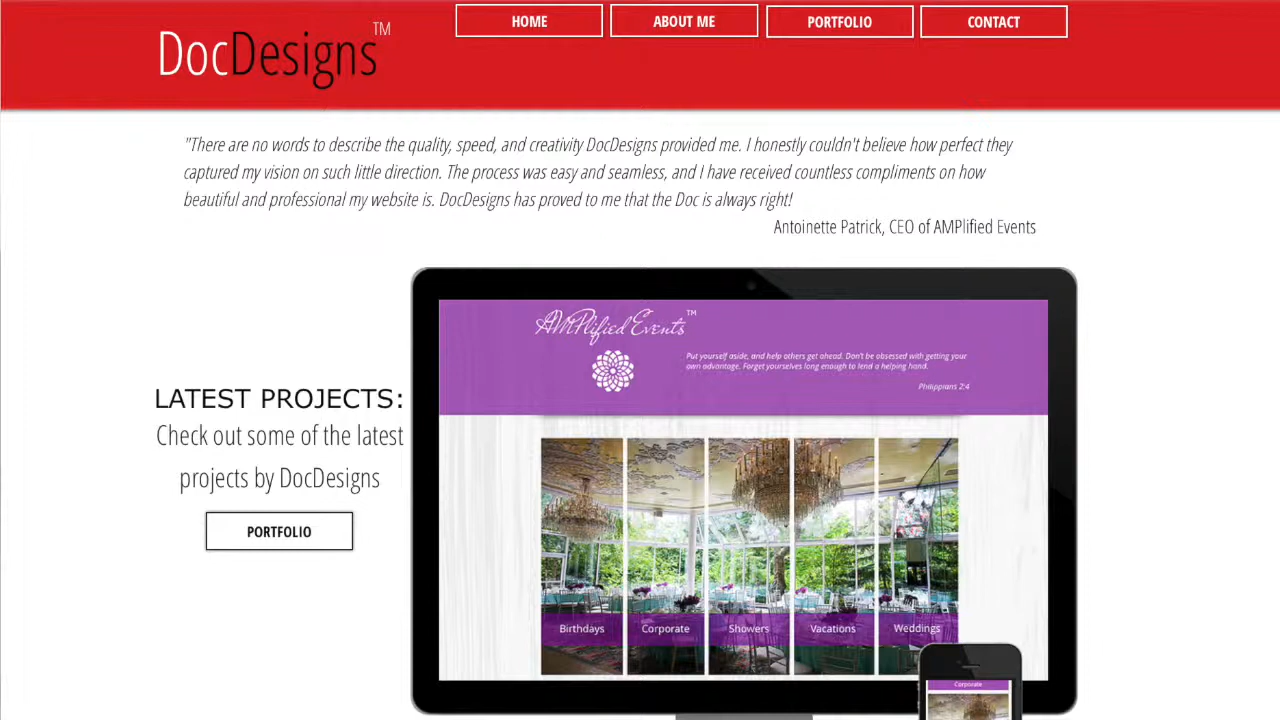 DocDesigns™
HOME
ABOUT ME
PORTFOLIO
CONTACT
"There are no words to describe the quality, speed, and creativity DocDesigns provided me. I honestly couldn't believe how perfect they
captured my vision on such little direction. The process was easy and seamless, and I have received countless compliments on how
beautiful and professional my website is. DocDesigns has proved to me that the Doc is always right!
Antoinette Patrick, CEO of AMPlified Events
LATEST PROJECTS:
Check out some of the latest
projects by DocDesigns
PORTFOLIO
AMPlified Events™
Put yourself aside, and help others get ahead. Don't be obsessed with getting your
own advantage. Forget yourselves long enough to lend a helping hand.
Philippians 2:4
Birthdays
Corporate
Showers
Vacations
Weddings
Corporate